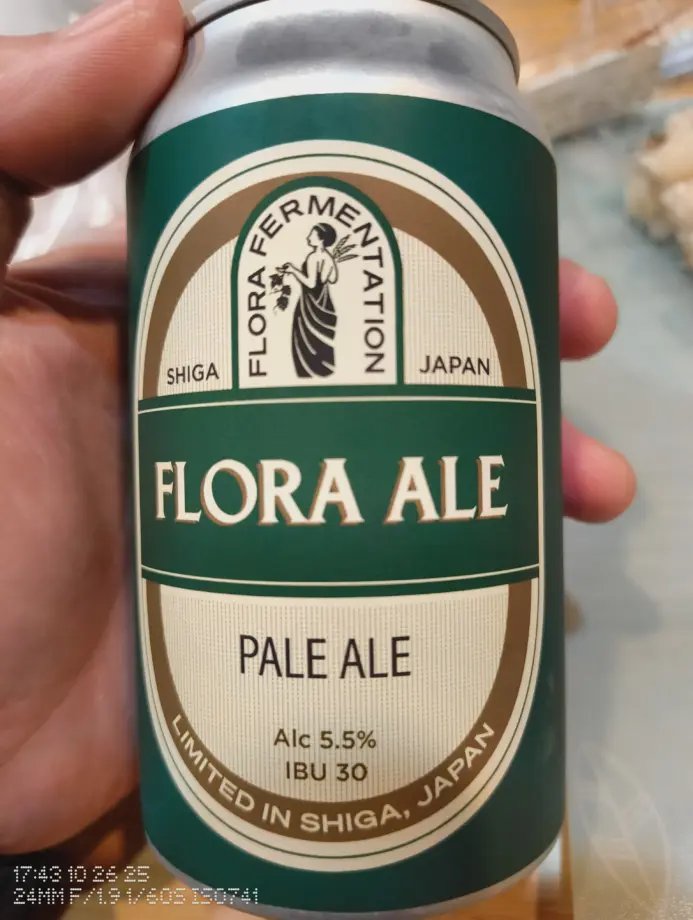 FLORA FERMENTATION
SHIGA
JAPAN
FLORA ALE
PALE ALE
Alc 5.5%
IBU 30
LIMITED IN SHIGA, JAPAN
17:43 10 26 25
24MM F/1.9 1/60S ISO741